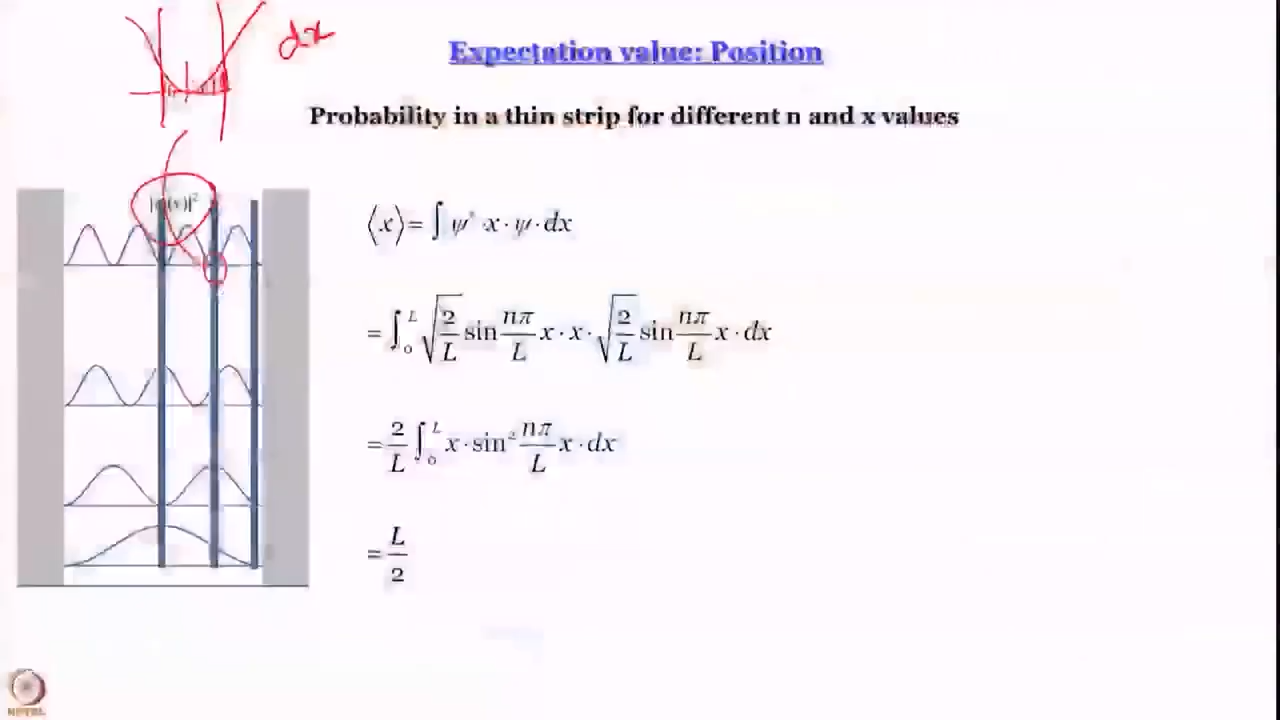 dx
Expectation value: Position
Probability in a thin strip for different n and x values
⟨x⟩ = ∫ ψ* x · ψ · dx
= ∫₀ᴸ √(2/L) sin nπ/L x · x · √(2/L) sin nπ/L x · dx
= 2/L ∫₀ᴸ x · sin² nπ/L x · dx
= L/2
NPTEL